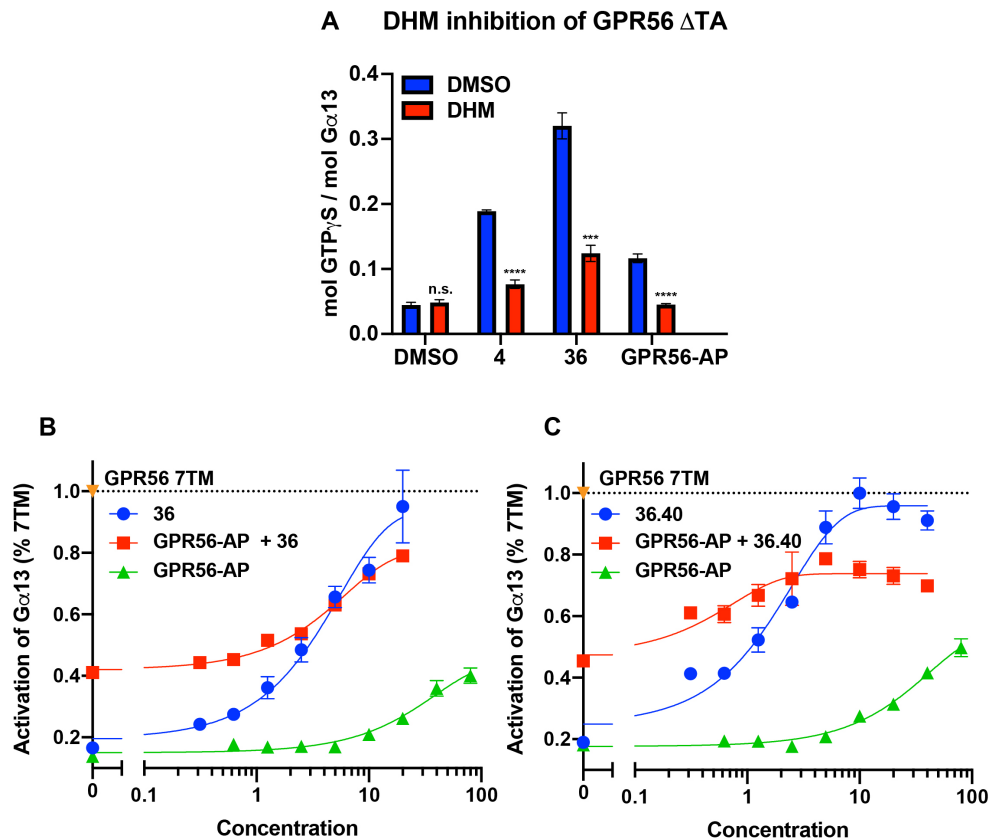 A DHM inhibition of GPR56 ΔTA
mol GTPγS / mol Gα13
0.4
0.3
0.2
0.1
0.0
DMSO
DHM
n.s.
****
***
****
DMSO 4 36 GPR56-AP
B
Activation of Gα13 (% 7TM)
1.0
0.8
0.6
0.4
0.2
GPR56 7TM
36
GPR56-AP + 36
GPR56-AP
0 0.1 1 10 100
Concentration
C
Activation of Gα13 (% 7TM)
1.0
0.8
0.6
0.4
0.2
GPR56 7TM
36.40
GPR56-AP + 36.40
GPR56-AP
0 0.1 1 10 100
Concentration